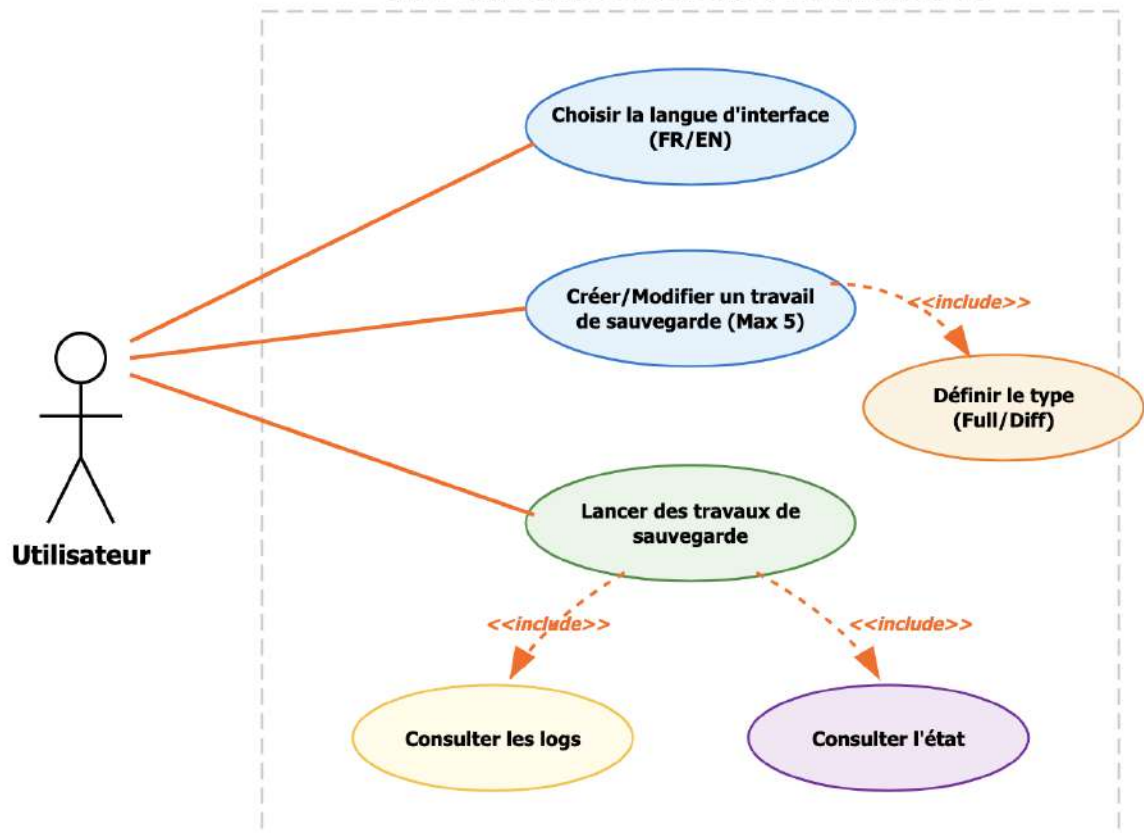 Choisir la langue d'interface
(FR/EN)
Créer/Modifier un travail
de sauvegarde (Max 5)
<<include>>
Définir le type
(Full/Diff)
Lancer des travaux de
sauvegarde
Utilisateur
<<include>>
<<include>>
Consulter les logs
Consulter l'état